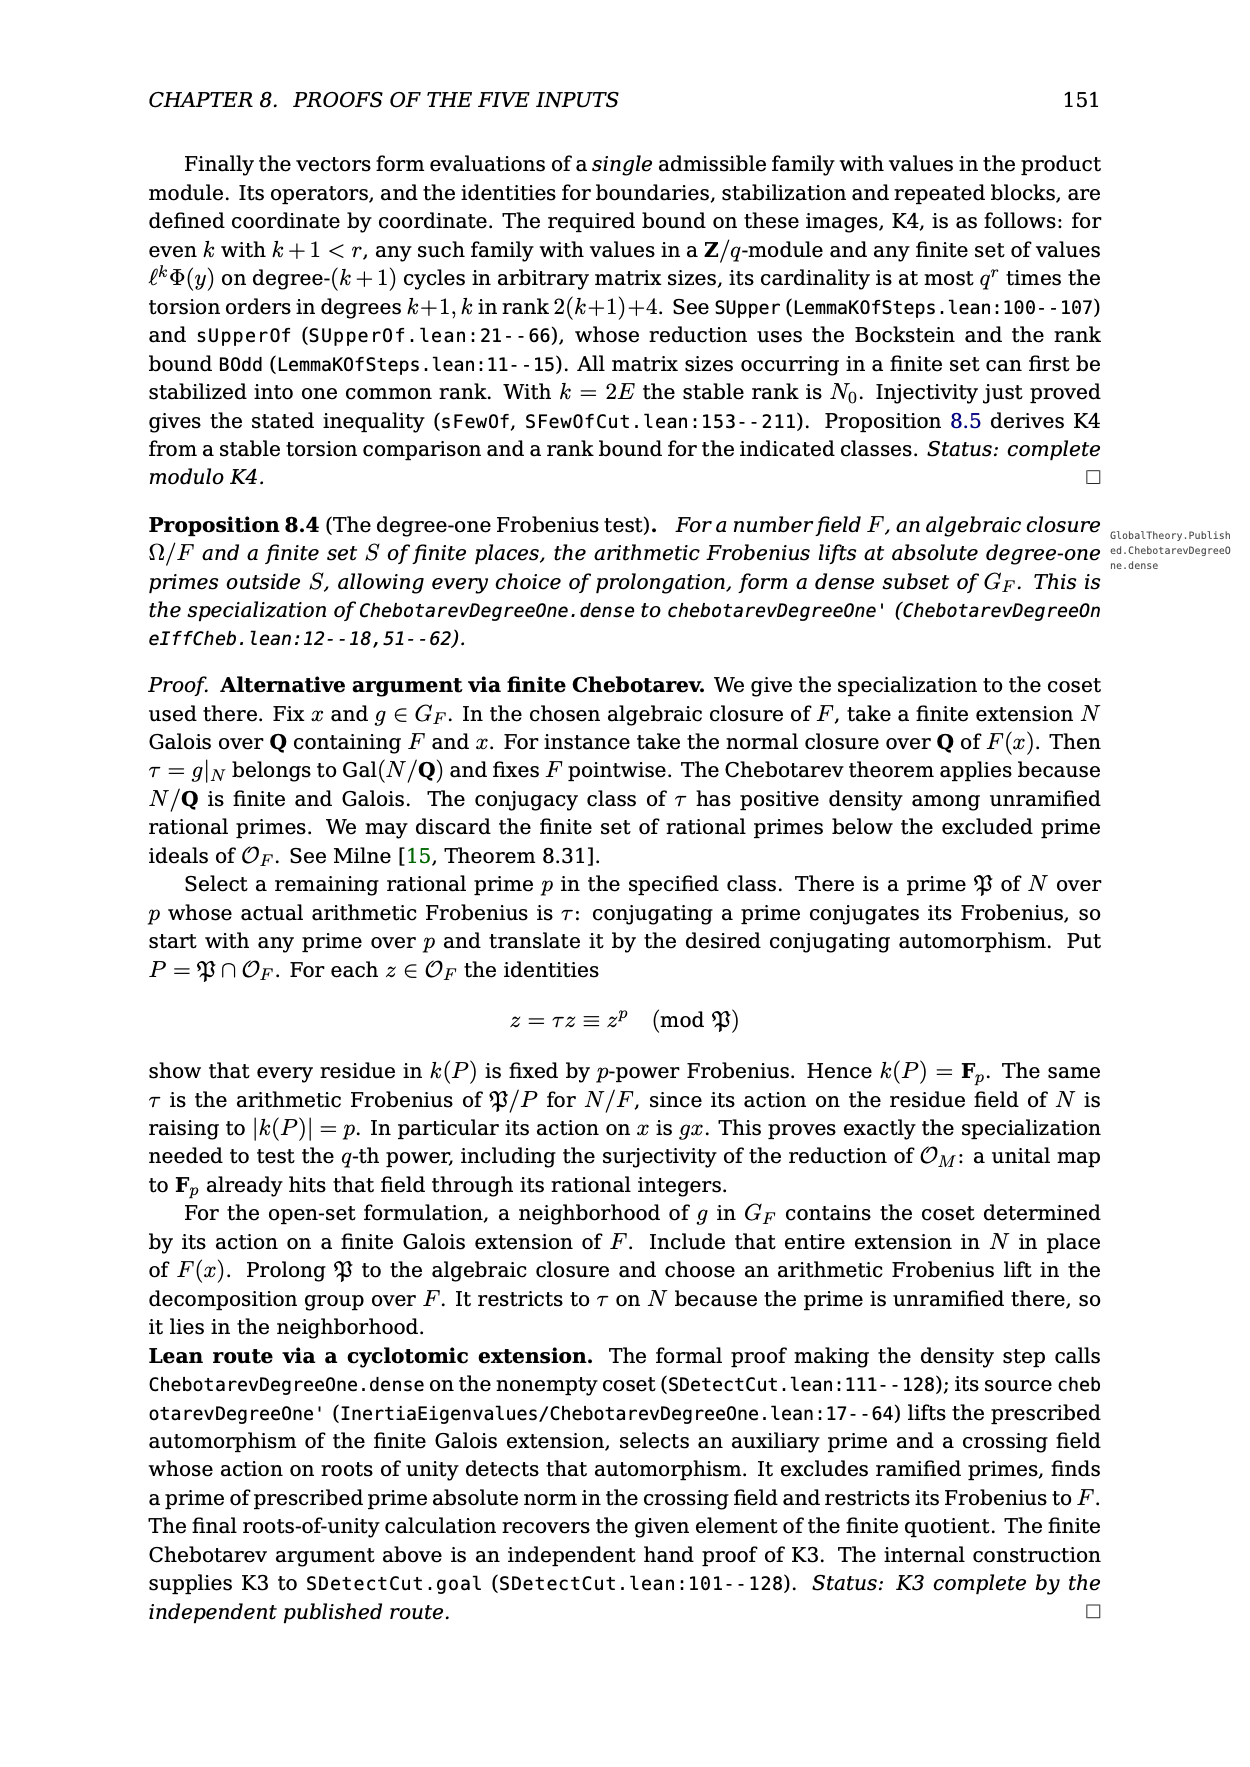 CHAPTER 8. PROOFS OF THE FIVE INPUTS 151
Finally the vectors form evaluations of a single admissible family with values in the product
module. Its operators, and the identities for boundaries, stabilization and repeated blocks, are
defined coordinate by coordinate. The required bound on these images, K4, is as follows: for
even k with k + 1 < r, any such family with values in a Z/q-module and any finite set of values
ℓᵏΦ(y) on degree-(k + 1) cycles in arbitrary matrix sizes, its cardinality is at most qʳ times the
torsion orders in degrees k+1, k in rank 2(k+1)+4. See SUpper (LemmaKOfSteps.lean:100--107)
and sUpperOf (SUpperOf.lean:21--66), whose reduction uses the Bockstein and the rank
bound BOdd (LemmaKOfSteps.lean:11--15). All matrix sizes occurring in a finite set can first be
stabilized into one common rank. With k = 2E the stable rank is N₀. Injectivity just proved
gives the stated inequality (sFewOf, SFewOfCut.lean:153--211). Proposition 8.5 derives K4
from a stable torsion comparison and a rank bound for the indicated classes. Status: complete
modulo K4. □
Proposition 8.4 (The degree-one Frobenius test). For a number field F, an algebraic closure
Ω/F and a finite set S of finite places, the arithmetic Frobenius lifts at absolute degree-one
primes outside S, allowing every choice of prolongation, form a dense subset of G_F. This is
the specialization of ChebotarevDegreeOne.dense to chebotarevDegreeOne' (ChebotarevDegreeOn
eIffCheb.lean:12--18,51--62).
GlobalTheory.Publish
ed.ChebotarevDegreeO
ne.dense
Proof. Alternative argument via finite Chebotarev. We give the specialization to the coset
used there. Fix x and g ∈ G_F. In the chosen algebraic closure of F, take a finite extension N
Galois over Q containing F and x. For instance take the normal closure over Q of F(x). Then
τ = g|_N belongs to Gal(N/Q) and fixes F pointwise. The Chebotarev theorem applies because
N/Q is finite and Galois. The conjugacy class of τ has positive density among unramified
rational primes. We may discard the finite set of rational primes below the excluded prime
ideals of 𝒪_F. See Milne [15, Theorem 8.31].
Select a remaining rational prime p in the specified class. There is a prime 𝔓 of N over
p whose actual arithmetic Frobenius is τ: conjugating a prime conjugates its Frobenius, so
start with any prime over p and translate it by the desired conjugating automorphism. Put
P = 𝔓 ∩ 𝒪_F. For each z ∈ 𝒪_F the identities
z = τz ≡ zᵖ (mod 𝔓)
show that every residue in k(P) is fixed by p-power Frobenius. Hence k(P) = F_p. The same
τ is the arithmetic Frobenius of 𝔓/P for N/F, since its action on the residue field of N is
raising to |k(P)| = p. In particular its action on x is gx. This proves exactly the specialization
needed to test the q-th power, including the surjectivity of the reduction of 𝒪_M: a unital map
to F_p already hits that field through its rational integers.
For the open-set formulation, a neighborhood of g in G_F contains the coset determined
by its action on a finite Galois extension of F. Include that entire extension in N in place
of F(x). Prolong 𝔓 to the algebraic closure and choose an arithmetic Frobenius lift in the
decomposition group over F. It restricts to τ on N because the prime is unramified there, so
it lies in the neighborhood.
Lean route via a cyclotomic extension. The formal proof making the density step calls
ChebotarevDegreeOne.dense on the nonempty coset (SDetectCut.lean:111--128); its source cheb
otarevDegreeOne' (InertiaEigenvalues/ChebotarevDegreeOne.lean:17--64) lifts the prescribed
automorphism of the finite Galois extension, selects an auxiliary prime and a crossing field
whose action on roots of unity detects that automorphism. It excludes ramified primes, finds
a prime of prescribed prime absolute norm in the crossing field and restricts its Frobenius to F.
The final roots-of-unity calculation recovers the given element of the finite quotient. The finite
Chebotarev argument above is an independent hand proof of K3. The internal construction
supplies K3 to SDetectCut.goal (SDetectCut.lean:101--128). Status: K3 complete by the
independent published route. □